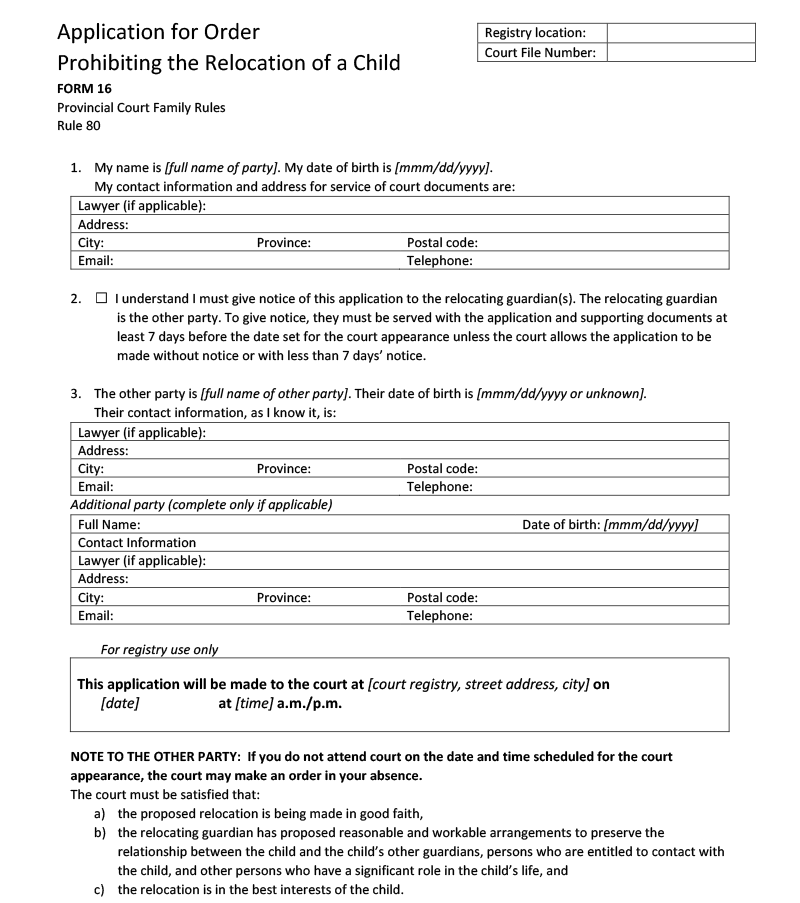 Application for Order
Prohibiting the Relocation of a Child
FORM 16
Provincial Court Family Rules
Rule 80
Registry location:
Court File Number:
1. My name is [full name of party]. My date of birth is [mmm/dd/yyyy].
My contact information and address for service of court documents are:
Lawyer (if applicable):
Address:
City: Province: Postal code:
Email: Telephone:
2. ☐ I understand I must give notice of this application to the relocating guardian(s). The relocating guardian
is the other party. To give notice, they must be served with the application and supporting documents at
least 7 days before the date set for the court appearance unless the court allows the application to be
made without notice or with less than 7 days’ notice.
3. The other party is [full name of other party]. Their date of birth is [mmm/dd/yyyy or unknown].
Their contact information, as I know it, is:
Lawyer (if applicable):
Address:
City: Province: Postal code:
Email: Telephone:
Additional party (complete only if applicable)
Full Name: Date of birth: [mmm/dd/yyyy]
Contact Information
Lawyer (if applicable):
Address:
City: Province: Postal code:
Email: Telephone:
For registry use only
This application will be made to the court at [court registry, street address, city] on
[date] at [time] a.m./p.m.
NOTE TO THE OTHER PARTY: If you do not attend court on the date and time scheduled for the court
appearance, the court may make an order in your absence.
The court must be satisfied that:
a) the proposed relocation is being made in good faith,
b) the relocating guardian has proposed reasonable and workable arrangements to preserve the
relationship between the child and the child’s other guardians, persons who are entitled to contact with
the child, and other persons who have a significant role in the child’s life, and
c) the relocation is in the best interests of the child.